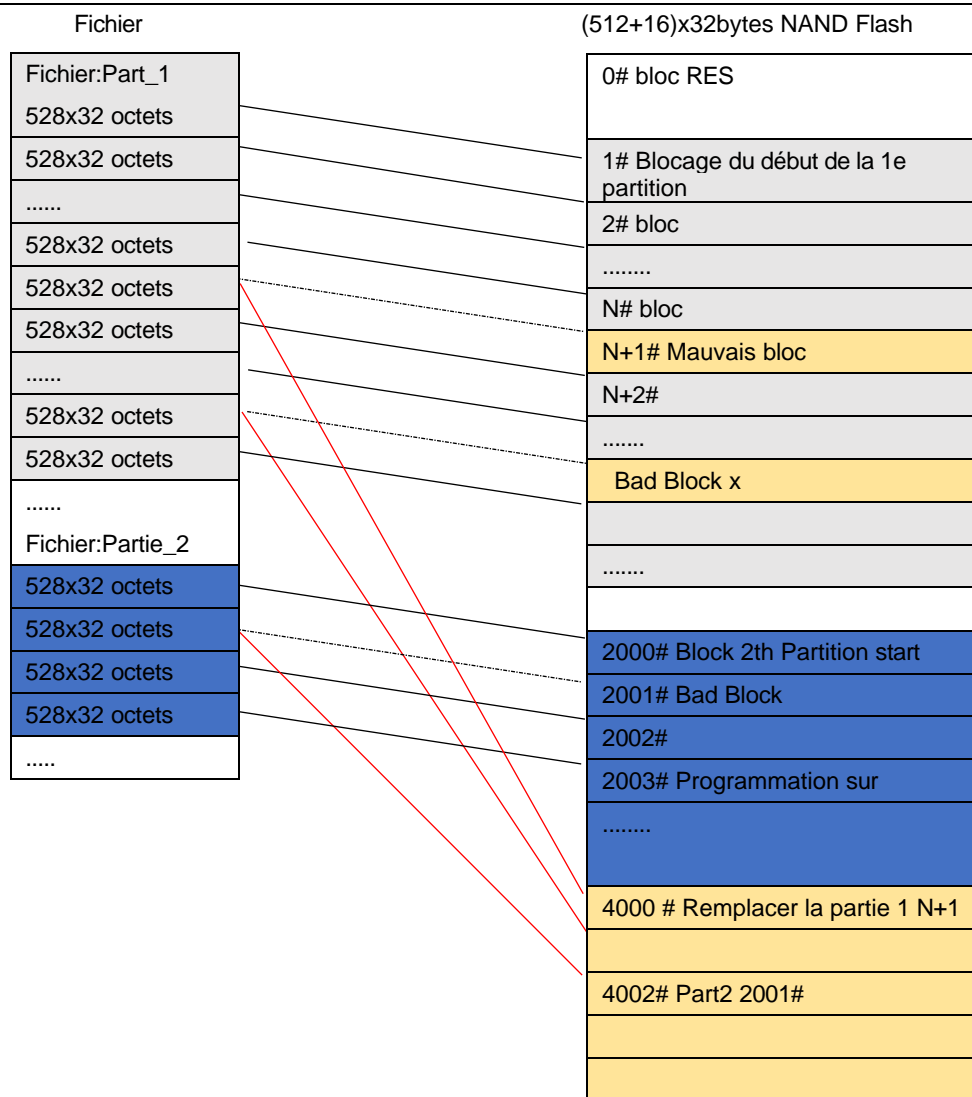 Fichier
Fichier:Part_1
528x32 octets
528x32 octets
......
528x32 octets
528x32 octets
528x32 octets
......
528x32 octets
528x32 octets
......
Fichier:Partie_2
528x32 octets
528x32 octets
528x32 octets
528x32 octets
.....
(512+16)x32bytes NAND Flash
0# bloc RES
1# Blocage du début de la 1e
partition
2# bloc
........
N# bloc
N+1# Mauvais bloc
N+2#
.......
Bad Block x
.......
2000# Block 2th Partition start
2001# Bad Block
2002#
2003# Programmation sur
........
4000 # Remplacer la partie 1 N+1
4002# Part2 2001#